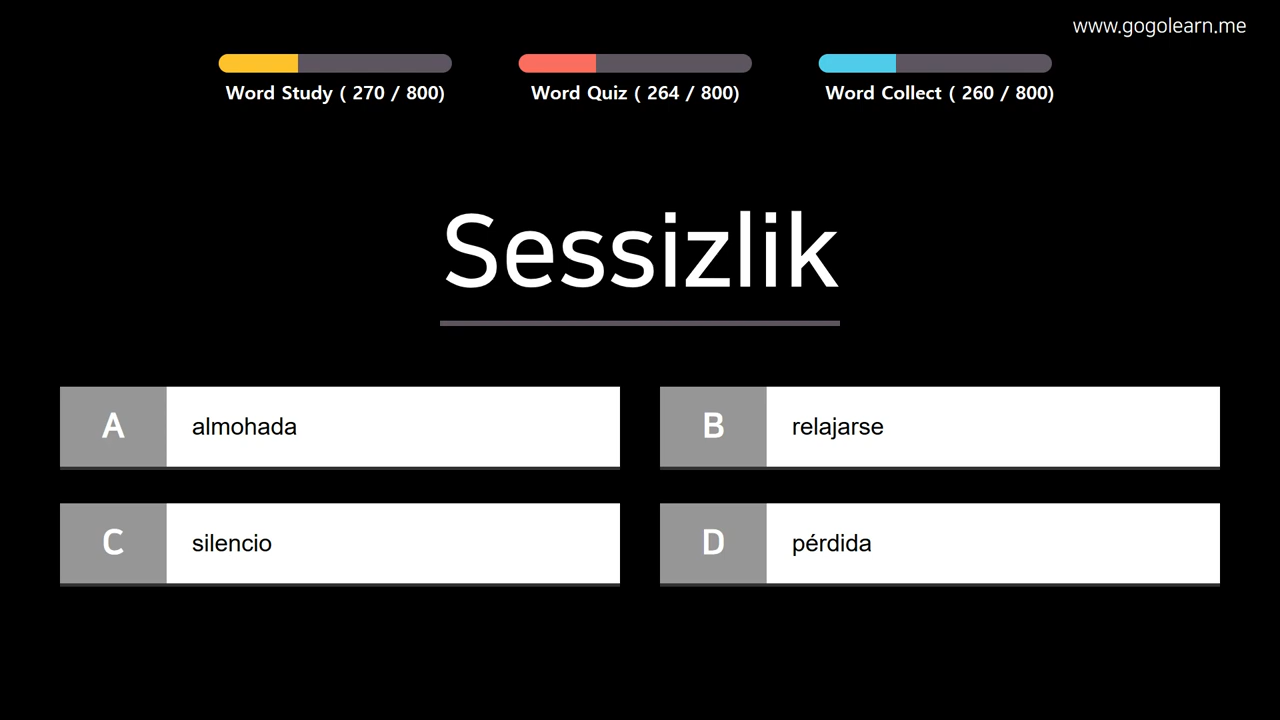 www.gogolearn.me
Word Study ( 270 / 800)
Word Quiz ( 264 / 800)
Word Collect ( 260 / 800)
Sessizlik
A almohada
B relajarse
C silencio
D pérdida